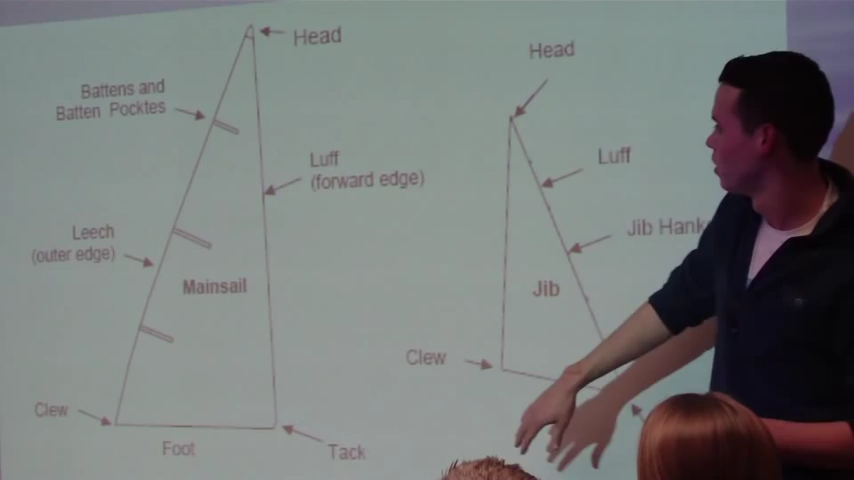 Head
Battens and
Batten Pocktes
Luff
(forward edge)
Leech
(outer edge)
Mainsail
Clew
Foot
Tack
Head
Luff
Jib Hank
Jib
Clew